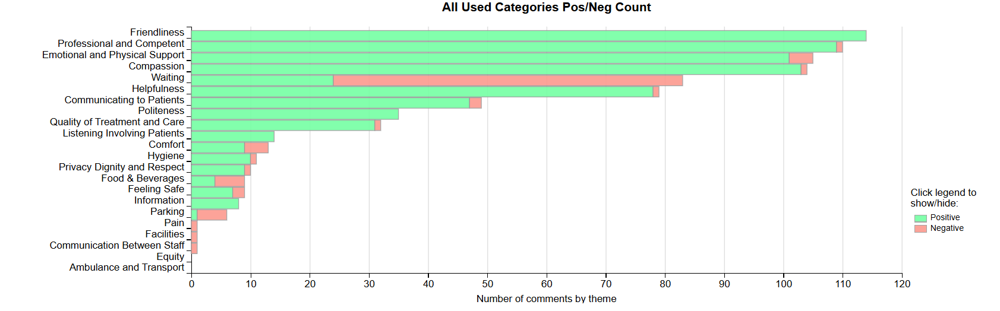 All Used Categories Pos/Neg Count
Friendliness
Professional and Competent
Emotional and Physical Support
Compassion
Waiting
Helpfulness
Communicating to Patients
Politeness
Quality of Treatment and Care
Listening Involving Patients
Comfort
Hygiene
Privacy Dignity and Respect
Food & Beverages
Feeling Safe
Information
Parking
Pain
Facilities
Communication Between Staff
Equity
Ambulance and Transport
0 10 20 30 40 50 60 70 80 90 100 110 120
Number of comments by theme
Click legend to
show/hide:
Positive
Negative